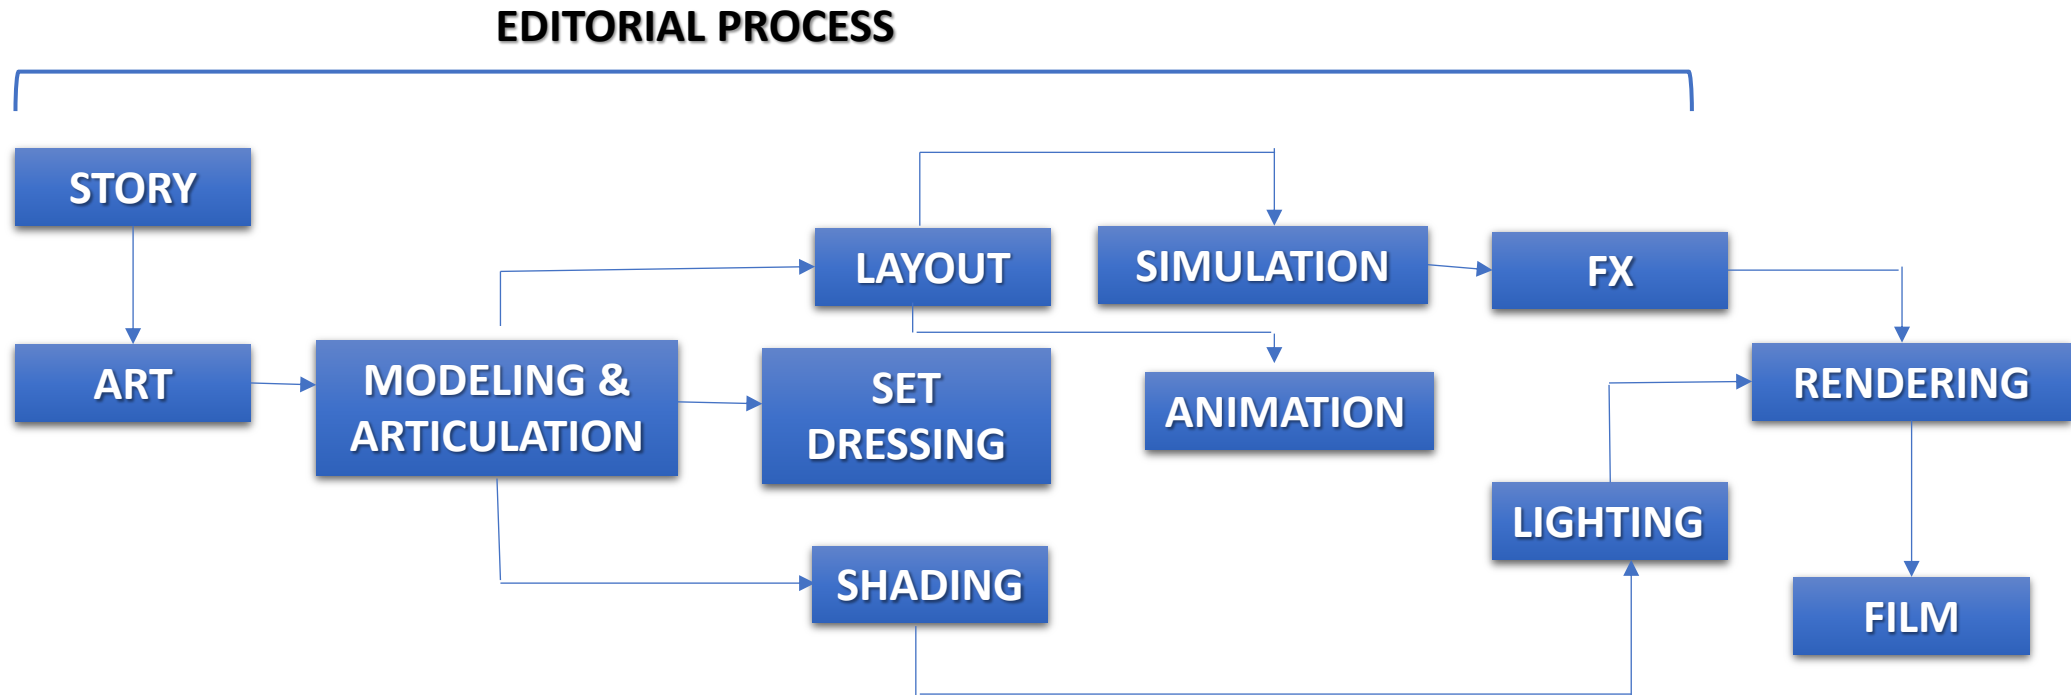 EDITORIAL PROCESS
STORY
LAYOUT
SIMULATION
FX
ART
MODELING &
ARTICULATION
SET
DRESSING
ANIMATION
RENDERING
LIGHTING
SHADING
FILM